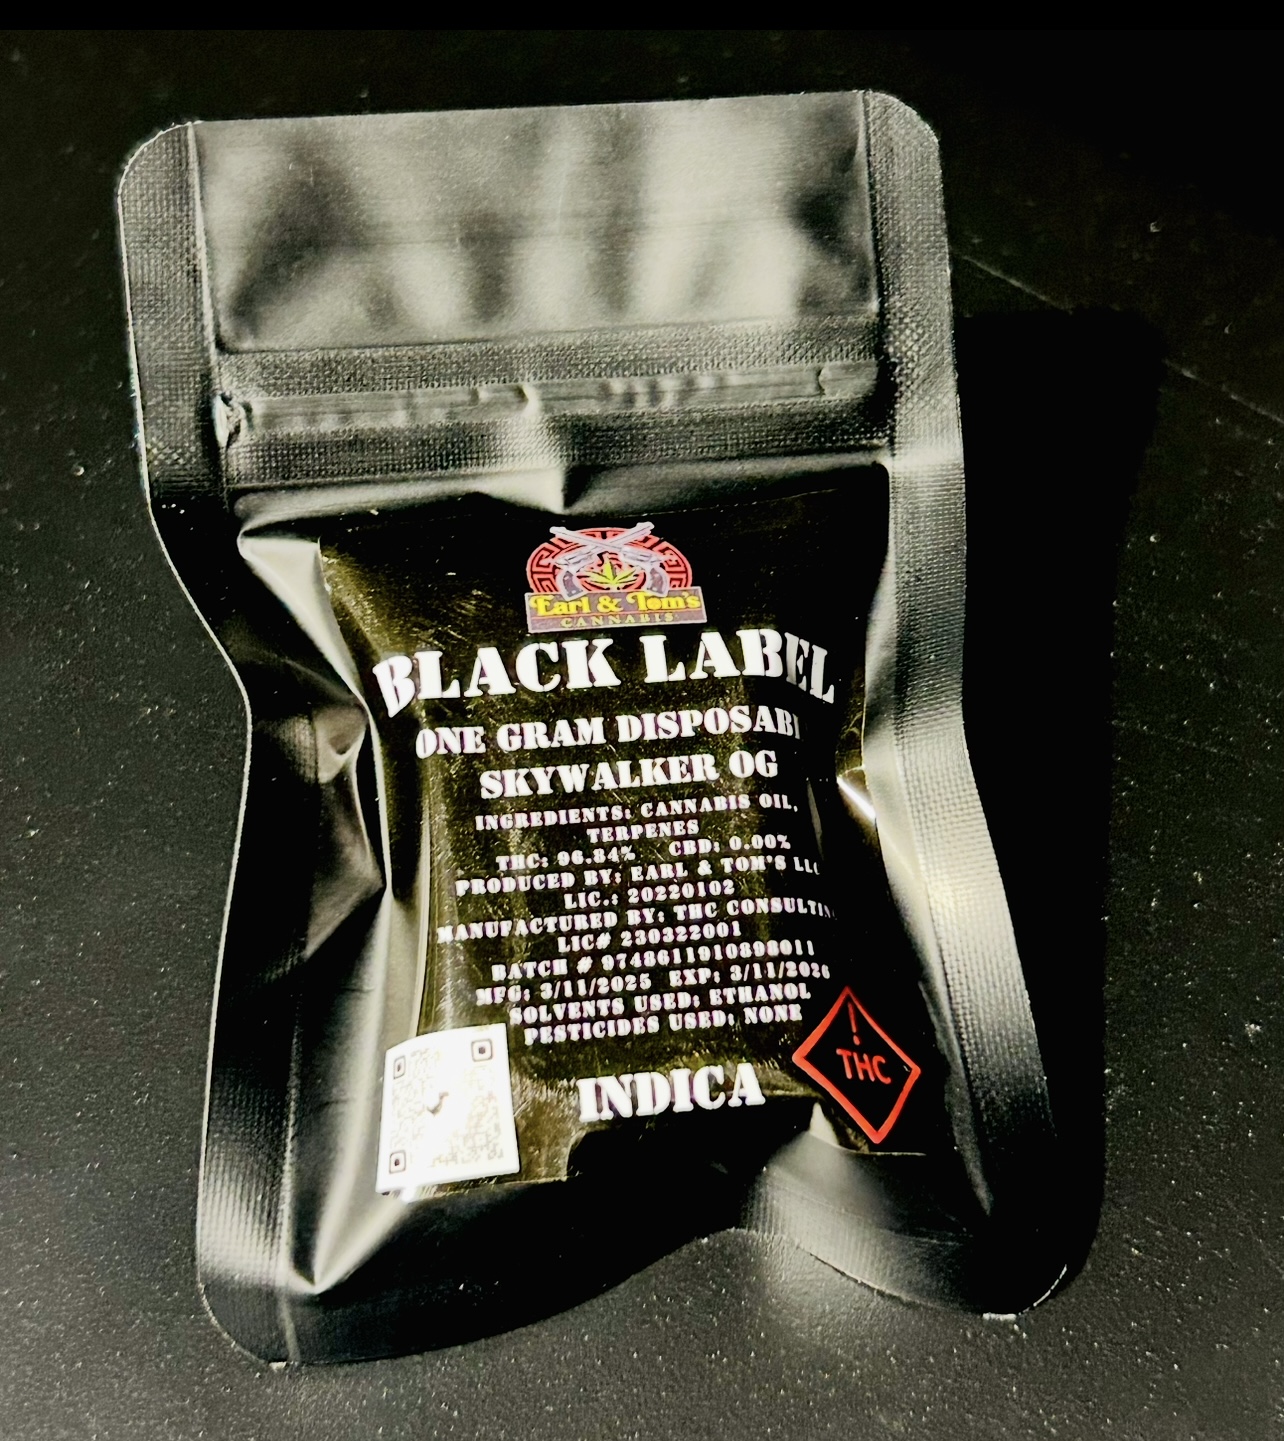 Earl & Tom's
CANNABIS
BLACK LABEL
ONE GRAM DISPOSAB
SKYWALKER OG
INGREDIENTS: CANNABIS OIL,
TERPENES
THC: 96.84% CBD: 0.00%
PRODUCED BY: EARL & TOM'S LLC
LIC.: 20220102
MANUFACTURED BY: THC CONSULTIN
LIC# 230322001
BATCH # 9748611910898011
MFG: 3/11/2025 EXP: 3/11/2026
SOLVENTS USED: ETHANOL
PESTICIDES USED: NONE
INDICA
!
THC